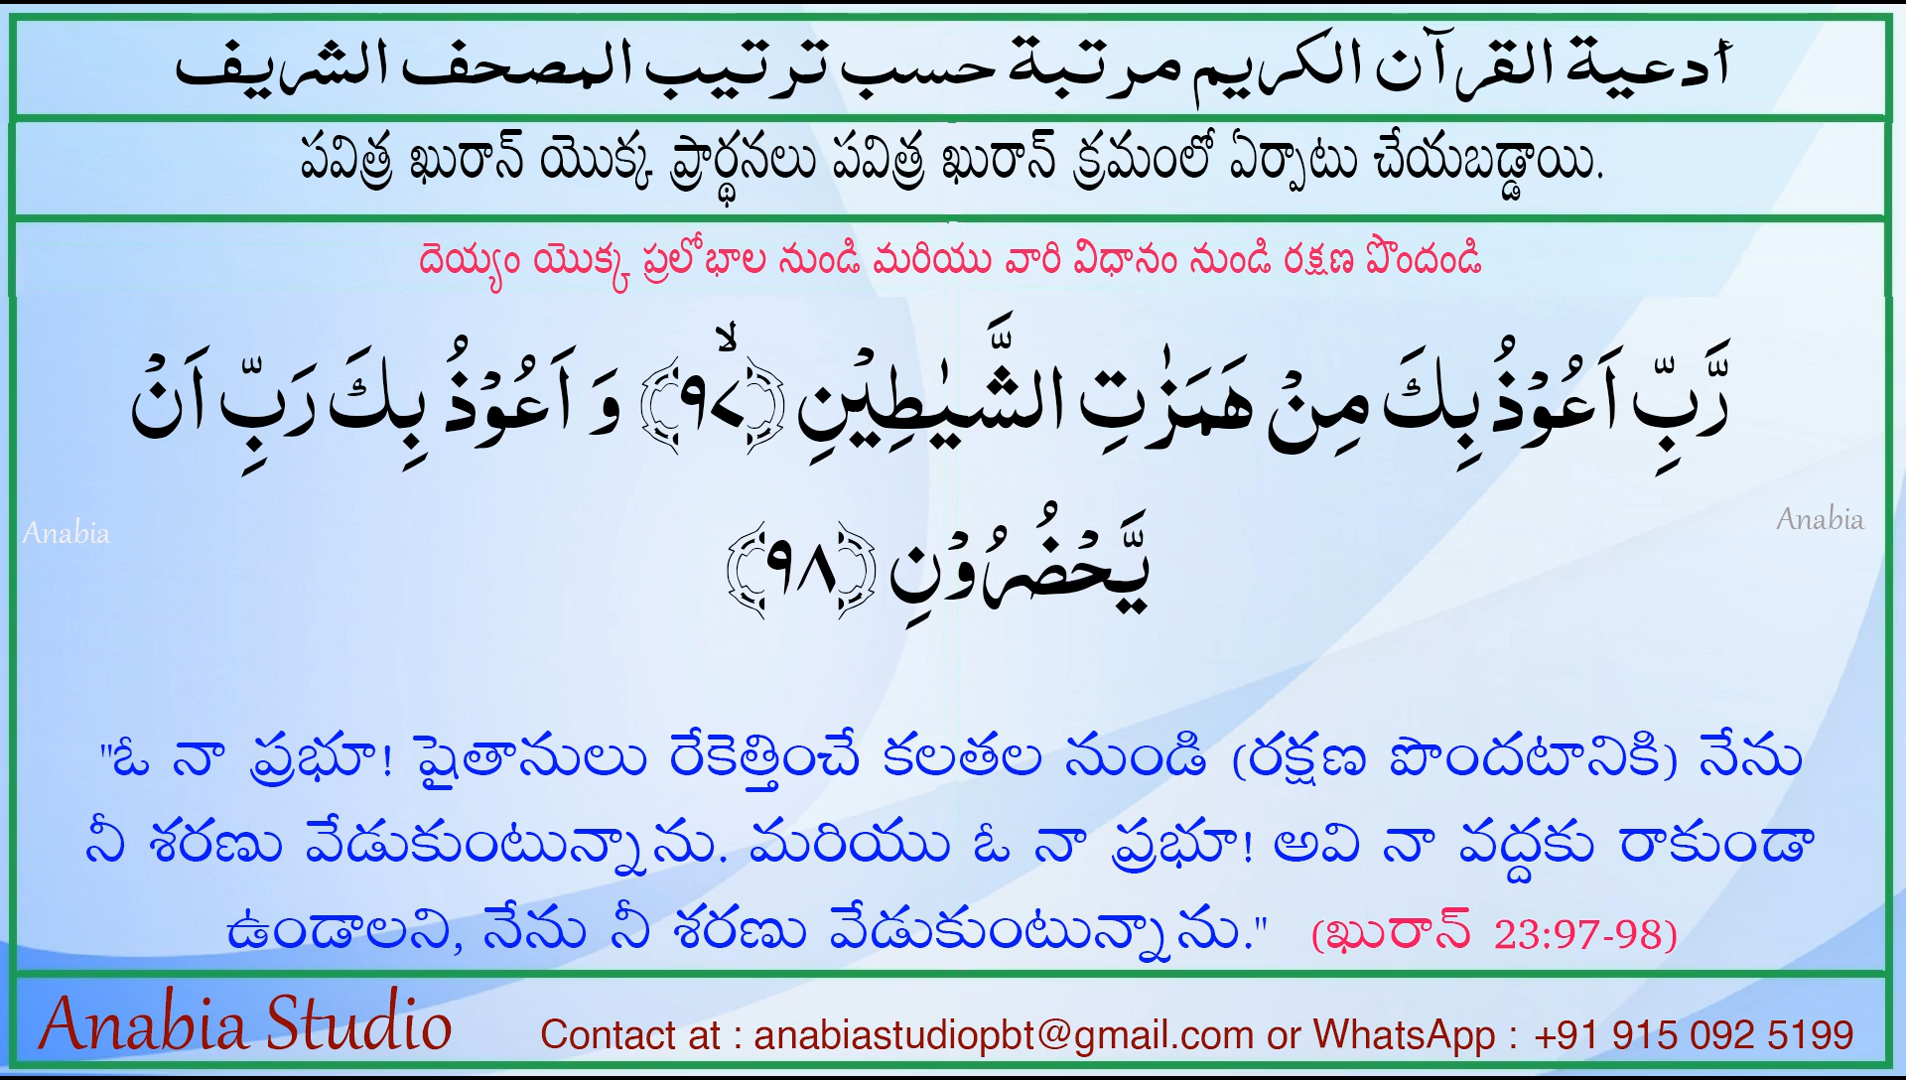 أدعية القرآن الكريم مرتبة حسب ترتيب المصحف الشريف
పవిత్ర ఖురాన్ యొక్క ప్రార్థనలు పవిత్ర ఖురాన్ క్రమంలో ఏర్పాటు చేయబడ్డాయి.
దెయ్యం యొక్క ప్రలోభాల నుండి మరియు వారి విధానం నుండి రక్షణ పొందండి
رَّبِّ اَعُوْذُ بِكَ مِنْ هَمَزٰتِ الشَّيٰطِيْنِ ﴿۹۷﴾ۙ وَ اَعُوْذُ بِكَ رَبِّ اَنْ
يَّحْضُرُوْنِ ﴿۹۸﴾
Anabia
Anabia
"ఓ నా ప్రభూ! షైతానులు రేకెత్తించే కలతల నుండి (రక్షణ పొందటానికి) నేను
నీ శరణు వేడుకుంటున్నాను. మరియు ఓ నా ప్రభూ! అవి నా వద్దకు రాకుండా
ఉండాలని, నేను నీ శరణు వేడుకుంటున్నాను." (ఖురాన్ 23:97-98)
Anabia Studio
Contact at : anabiastudiopbt@gmail.com or WhatsApp : +91 915 092 5199